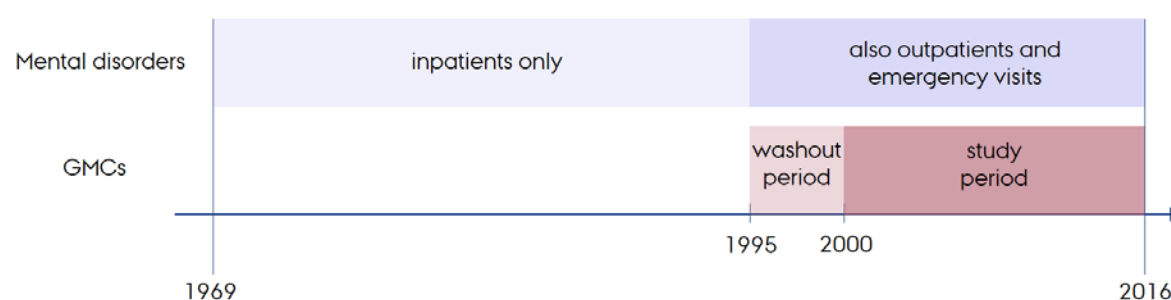 Mental disorders
inpatients only
also outpatients and
emergency visits
GMCs
washout
period
study
period
1995
2000
1969
2016